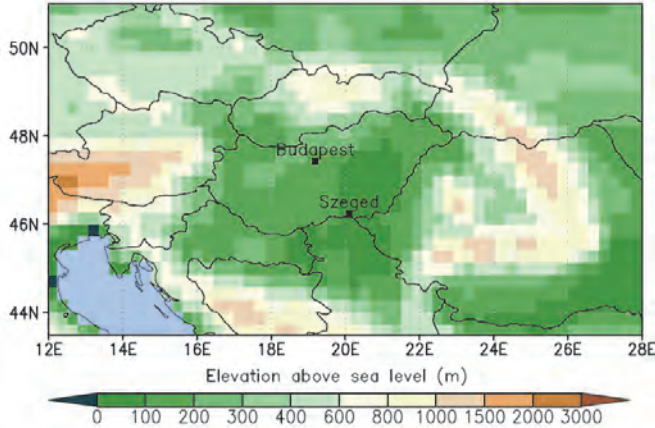 50N
48N
Budapest
46N
Szeged
44N
12E 14E 16E 18E 20E 22E 24E 26E 28E
Elevation above sea level (m)
0 100 200 300 400 600 800 1000 1500 2000 3000